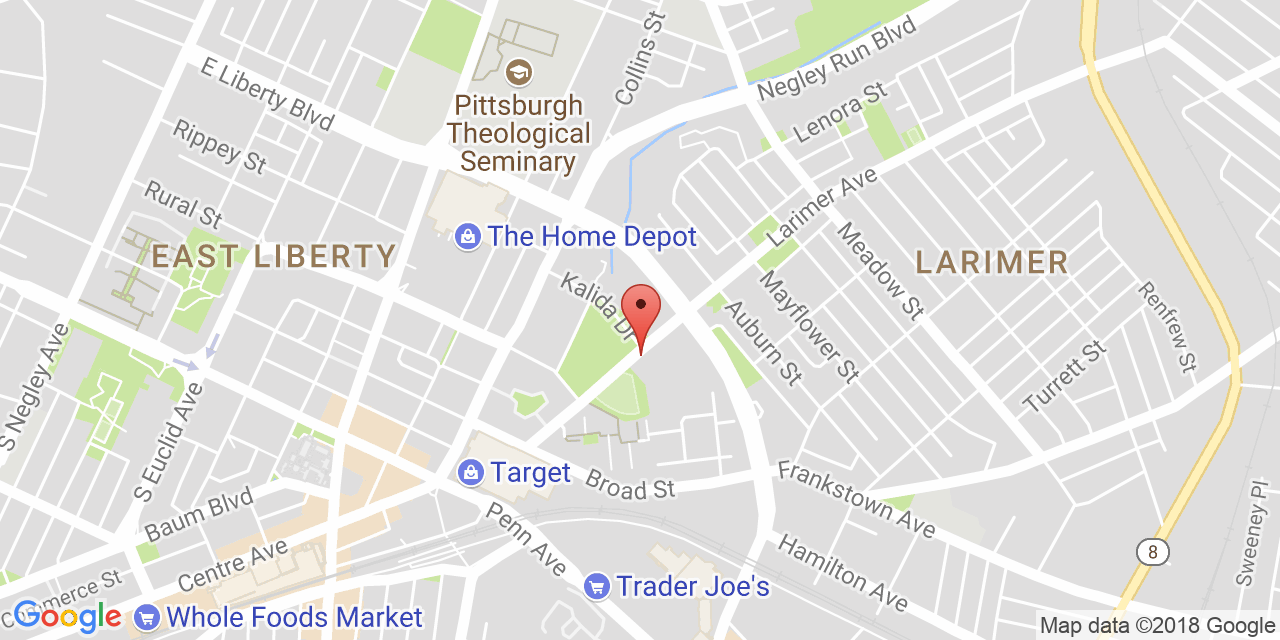 Collins St
Negley Run Blvd
E Liberty Blvd
Pittsburgh
Theological
Seminary
Lenora St
Rippey St
Rural St
Larimer Ave
The Home Depot
EAST LIBERTY
LARIMER
Meadow St
Kalida Dr
Mayflower St
Auburn St
Renfrew St
S Negley Ave
Turrett St
S Euclid Ave
Target
Broad St
Frankstown Ave
Baum Blvd
Penn Ave
Sweeney Pl
8
Centre Ave
Hamilton Ave
Trader Joe's
Commerce St
Google
Whole Foods Market
Map data ©2018 Google